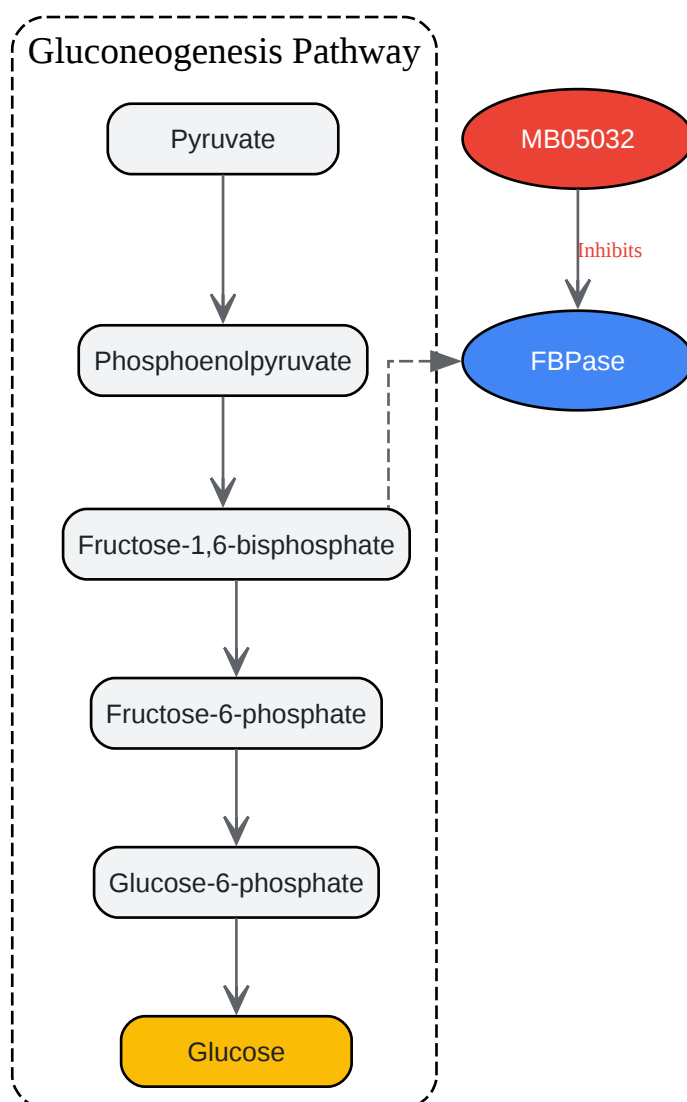 Gluconeogenesis Pathway
Pyruvate
MB05032
Inhibits
Phosphoenolpyruvate
FBPase
Fructose-1,6-bisphosphate
Fructose-6-phosphate
Glucose-6-phosphate
Glucose